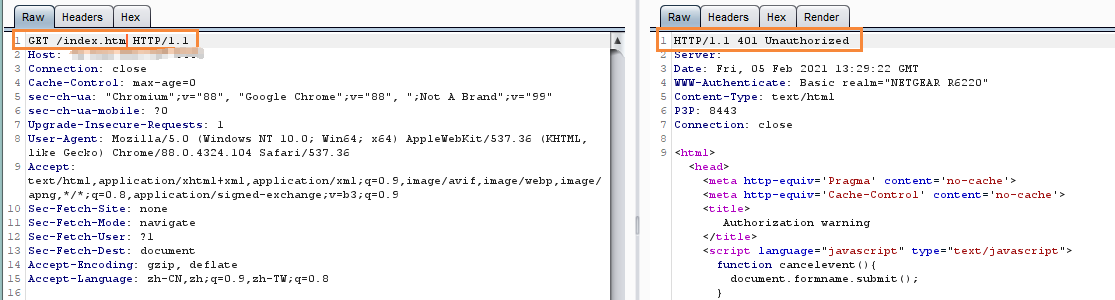 Raw Headers Hex
1 GET /index.htm HTTP/1.1
2 Host:
3 Connection: close
4 Cache-Control: max-age=0
5 sec-ch-ua: "Chromium";v="88", "Google Chrome";v="88", ";Not A Brand";v="99"
6 sec-ch-ua-mobile: ?0
7 Upgrade-Insecure-Requests: 1
8 User-Agent: Mozilla/5.0 (Windows NT 10.0; Win64; x64) AppleWebKit/537.36 (KHTML,
like Gecko) Chrome/88.0.4324.104 Safari/537.36
9 Accept:
text/html,application/xhtml+xml,application/xml;q=0.9,image/avif,image/webp,image/
apng,*/*;q=0.8,application/signed-exchange;v=b3;q=0.9
10 Sec-Fetch-Site: none
11 Sec-Fetch-Mode: navigate
12 Sec-Fetch-User: ?1
13 Sec-Fetch-Dest: document
14 Accept-Encoding: gzip, deflate
15 Accept-Language: zh-CN,zh;q=0.9,zh-TW;q=0.8
16
Raw Headers Hex Render
1 HTTP/1.1 401 Unauthorized
2 Server:
3 Date: Fri, 05 Feb 2021 13:29:22 GMT
4 WWW-Authenticate: Basic realm="NETGEAR R6220"
5 Content-Type: text/html
6 P3P: 8443
7 Connection: close
8
9 <html>
<head>
<meta http-equiv='Pragma' content='no-cache'>
<meta http-equiv='Cache-Control' content='no-cache'>
<title>
Authorization warning
</title>
<script language="javascript" type="text/javascript">
function cancelevent(){
document.formname.submit();
}